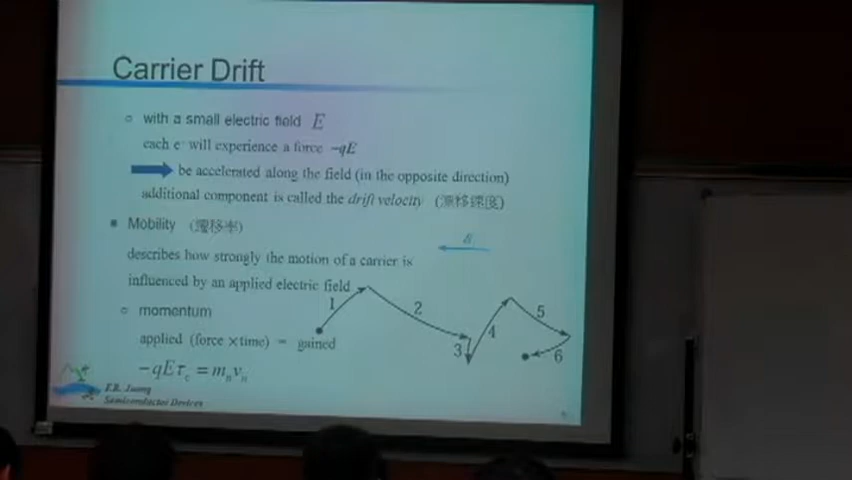 Carrier Drift
with a small electric field E
each e⁻ will experience a force -qE
be accelerated along the field (in the opposite direction)
additional component is called the drift velocity (漂移速度)
Mobility (遷移率)
describes how strongly the motion of a carrier is
influenced by an applied electric field
momentum
applied (force × time) = gained
-qEτc = mnvn
1
2
3
4
5
6
Semiconductor Devices